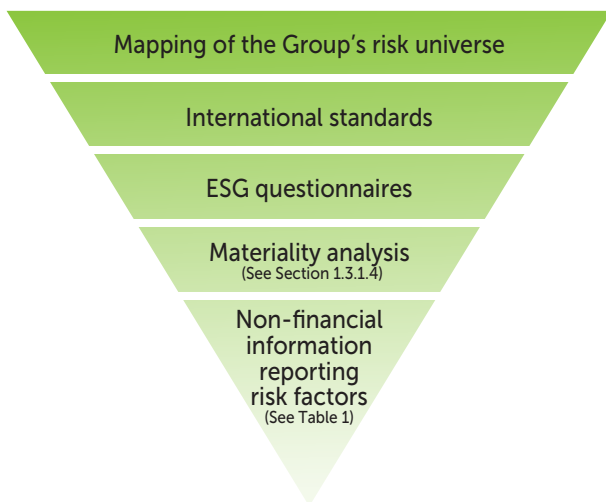 Mapping of the Group’s risk universe
International standards
ESG questionnaires
Materiality analysis
(See Section 1.3.1.4)
Non-financial
information
reporting
risk factors
(See Table 1)